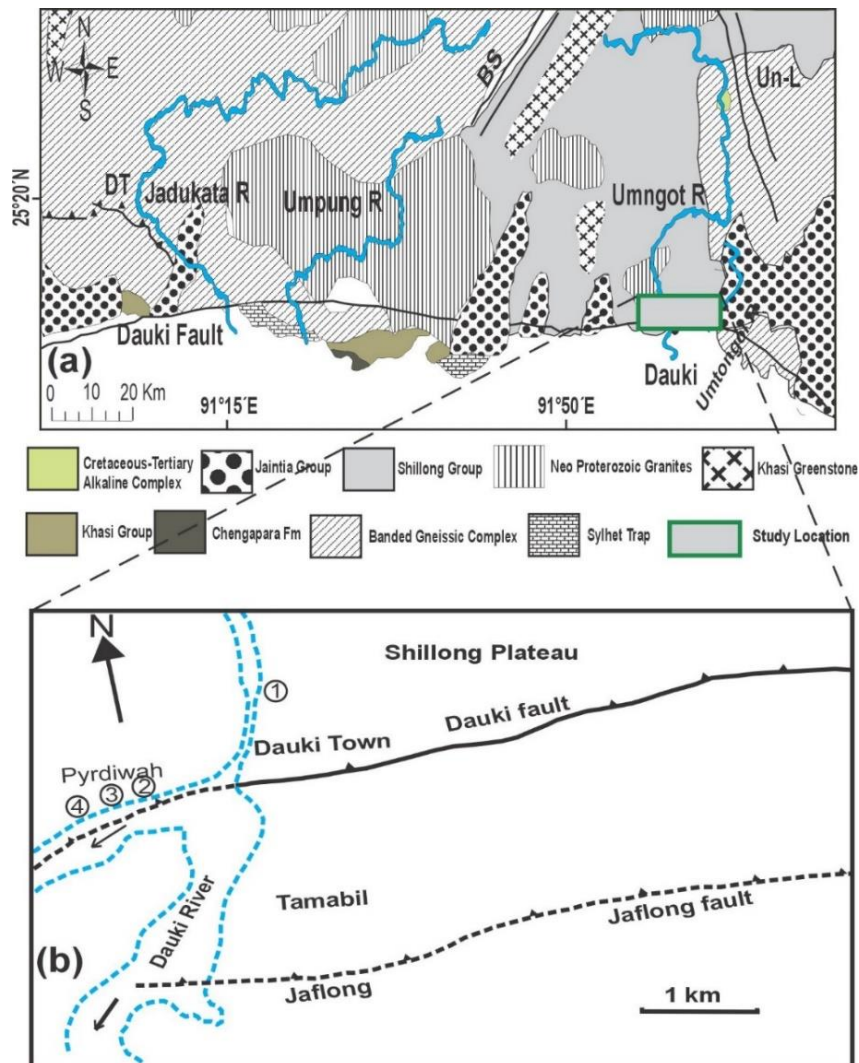 N
W E
S
BS
Un-L
25°20´N
DT
Jadukata R
Umpung R
Umngot R
Dauki Fault
Dauki
Umtongot R
(a)
0 10 20 Km
91°15´E
91°50´E
Cretaceous-Tertiary
Alkaline Complex
Jaintia Group
Shillong Group
Neo Proterozoic Granites
Khasi Greenstone
Khasi Group
Chengapara Fm
Banded Gneissic Complex
Sylhet Trap
Study Location
N
Shillong Plateau
1
Dauki fault
Dauki Town
Pyrdiwah
4 3 2
Dauki River
Tamabil
Jaflong fault
(b)
Jaflong
1 km